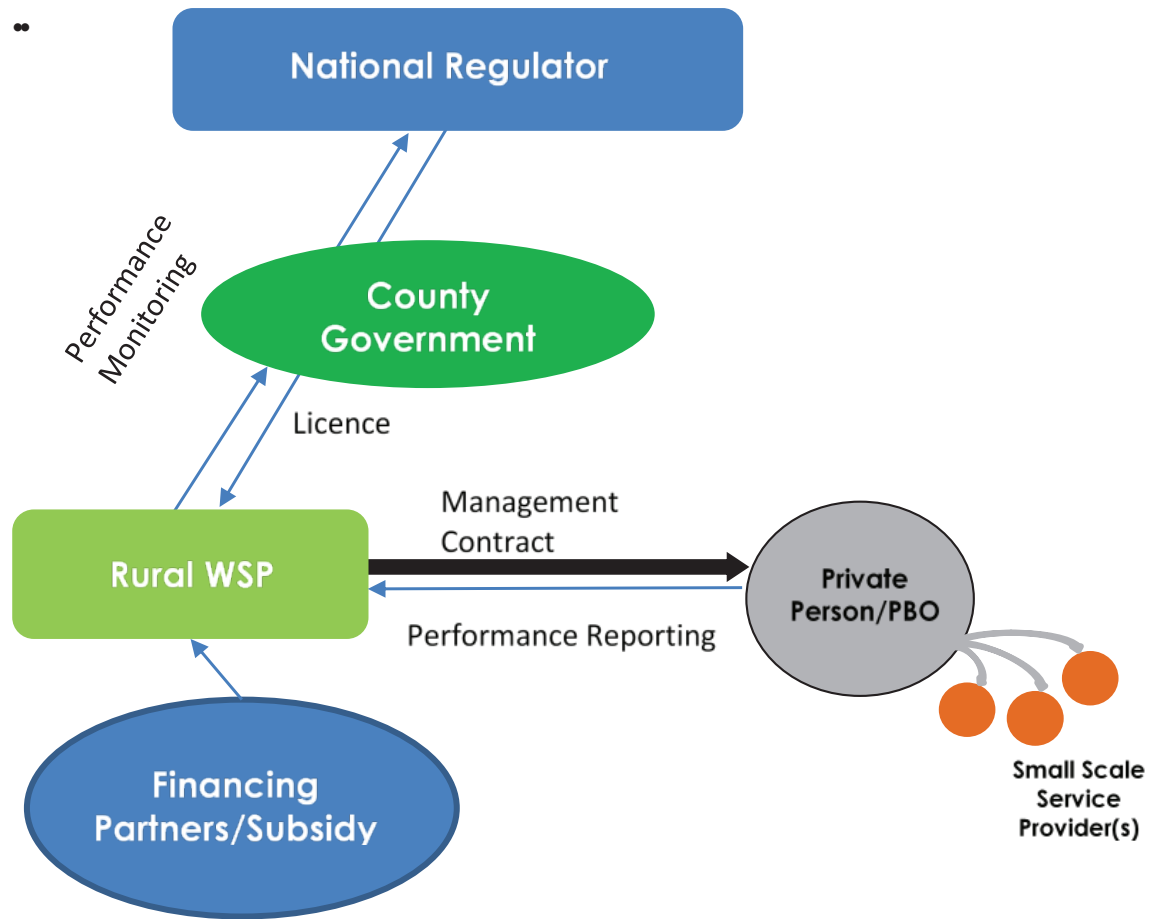 National Regulator
Performance
Monitoring
County
Government
Licence
Management
Contract
Rural WSP
Private
Person/PBO
Performance Reporting
Financing
Partners/Subsidy
Small Scale
Service
Provider(s)